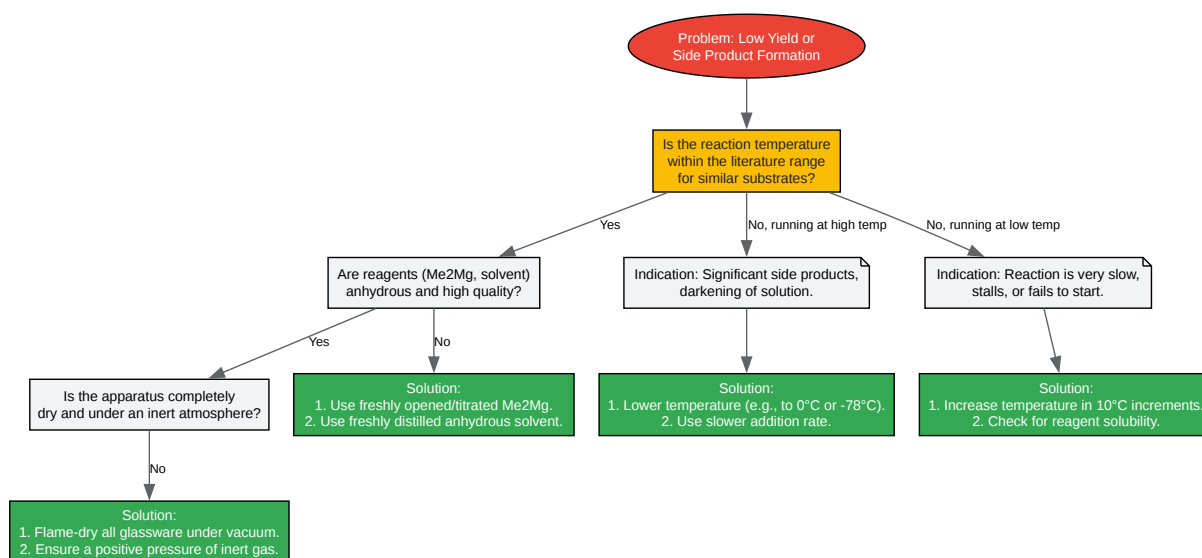 Problem: Low Yield or
Side Product Formation
Is the reaction temperature
within the literature range
for similar substrates?
Yes
No, running at high temp
No, running at low temp
Are reagents (Me2Mg, solvent)
anhydrous and high quality?
Indication: Significant side products,
darkening of solution.
Indication: Reaction is very slow,
stalls, or fails to start.
Yes
No
Is the apparatus completely
dry and under an inert atmosphere?
Solution:
1. Use freshly opened/titrated Me2Mg.
2. Use freshly distilled anhydrous solvent.
Solution:
1. Lower temperature (e.g., to 0°C or -78°C).
2. Use slower addition rate.
Solution:
1. Increase temperature in 10°C increments.
2. Check for reagent solubility.
No
Solution:
1. Flame-dry all glassware under vacuum.
2. Ensure a positive pressure of inert gas.